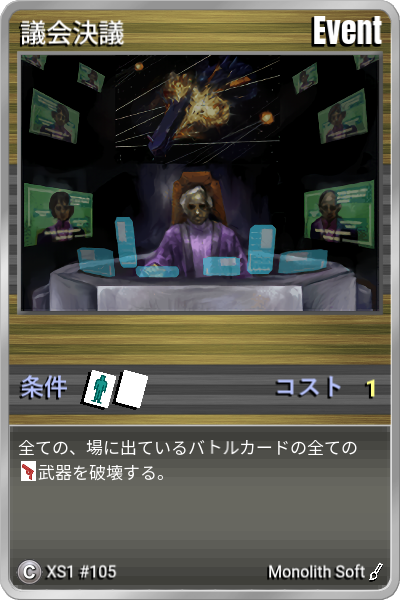 議会決議 Event
条件 コスト 1
全ての、場に出ているバトルカードの全ての
武器を破壊する。
C XS1 #105 Monolith Soft